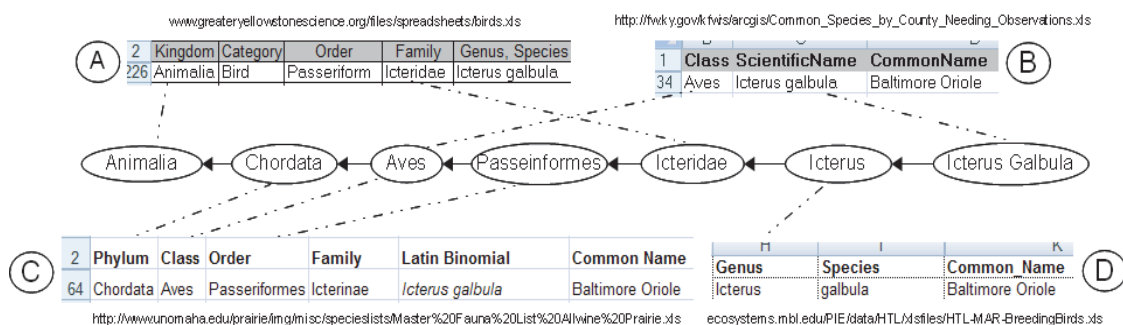 www.greateryellowstonescience.org/files/spreadsheets/birds.xls
http://fwky.gov/kfwis/arcgis/Common_Species_by_County_Needing_Observations.xls
A
2 Kingdom Category Order Family Genus, Species
226 Animalia Bird Passeriform Icteridae Icterus galbula
B
1 Class ScientificName CommonName
34 Aves Icterus galbula Baltimore Oriole
Animalia Chordata Aves Passeinformes Icteridae Icterus Icterus Galbula
C
2 Phylum Class Order Family Latin Binomial Common Name
64 Chordata Aves Passeriformes Icterinae Icterus galbula Baltimore Oriole
H I K
Genus Species Common_Name
Icterus galbula Baltimore Oriole
D
http://www.unomaha.edu/prairie/img/misc/specieslists/Master%20Fauna%20List%20Allwine%20Prairie.xls
ecosystems.mbl.edu/PIE/data/HTL/xlsfiles/HTL-MAR-BreedingBirds.xls